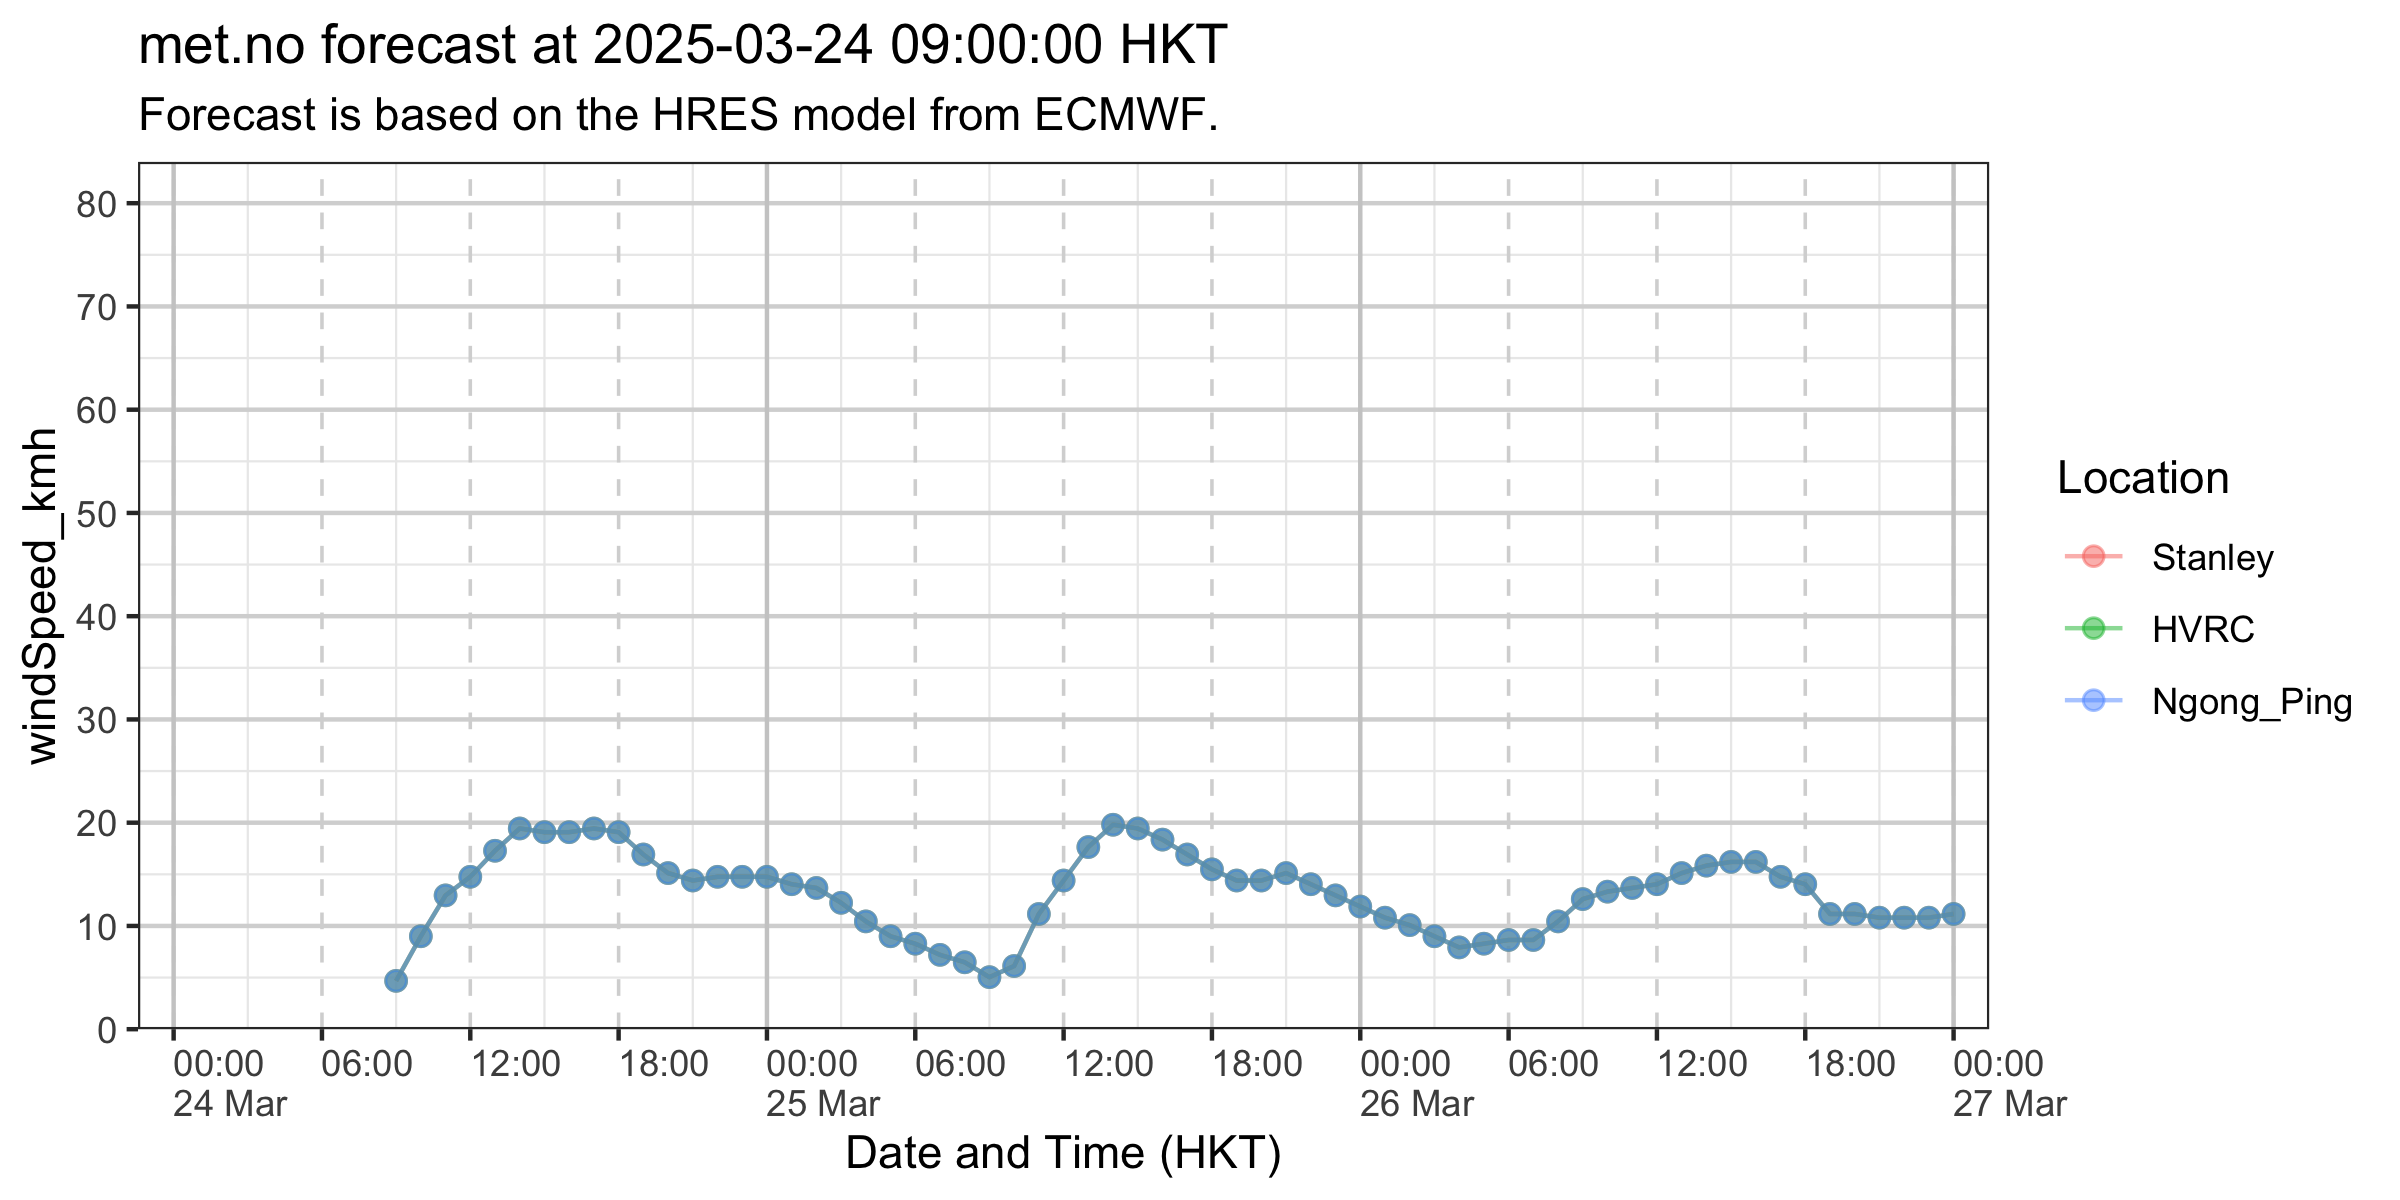 met.no forecast at 2025-03-24 09:00:00 HKT
Forecast is based on the HRES model from ECMWF.
windSpeed_kmh
80
70
60
50
40
30
20
10
0
00:00 06:00 12:00 18:00 00:00 06:00 12:00 18:00 00:00 06:00 12:00 18:00 00:00
24 Mar 25 Mar 26 Mar 27 Mar
Date and Time (HKT)
Location
Stanley
HVRC
Ngong_Ping